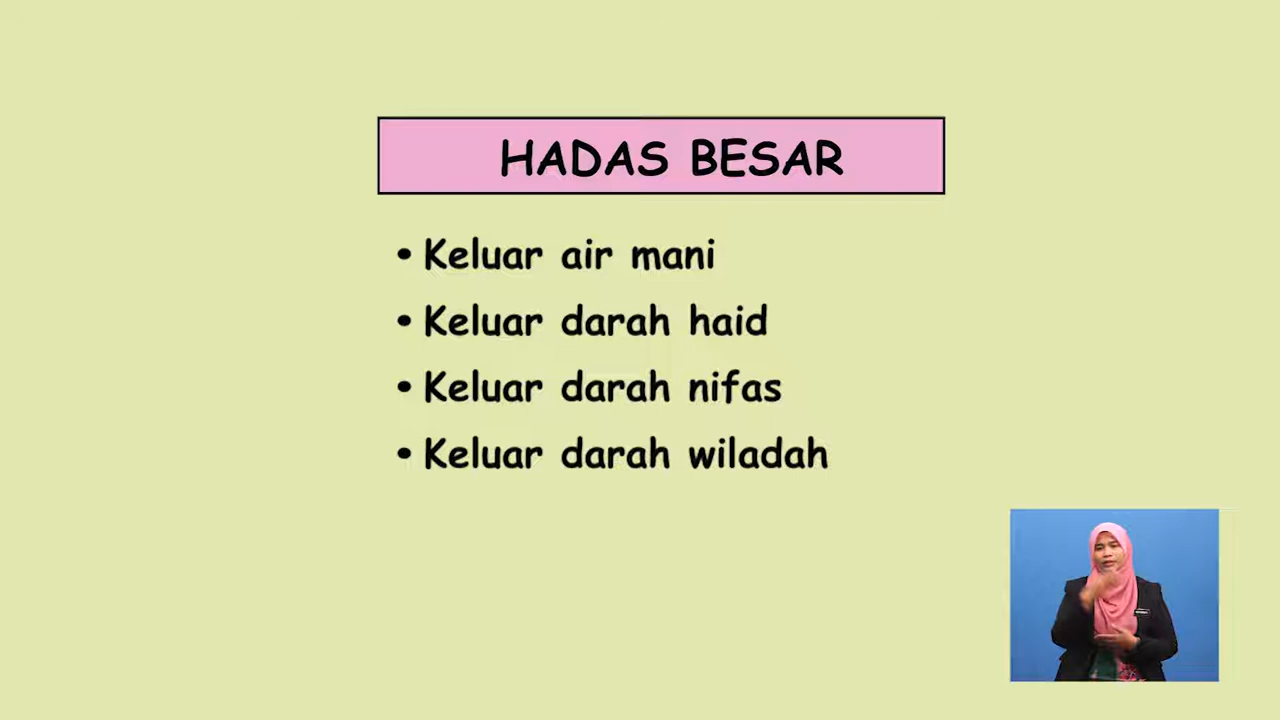 HADAS BESAR
• Keluar air mani
• Keluar darah haid
• Keluar darah nifas
• Keluar darah wiladah